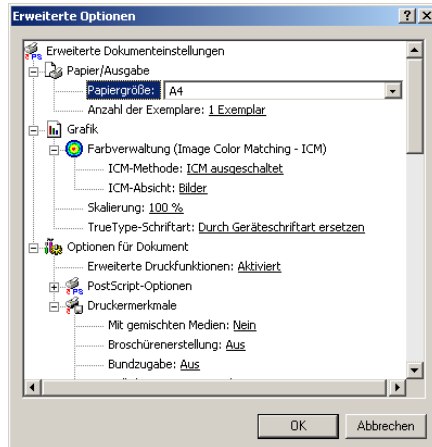 Erweiterte Optionen
Erweiterte Dokumenteinstellungen
Papier/Ausgabe
Papiergröße: A4
Anzahl der Exemplare: 1 Exemplar
Grafik
Farbverwaltung (Image Color Matching - ICM)
ICM-Methode: ICM ausgeschaltet
ICM-Absicht: Bilder
Skalierung: 100 %
TrueType-Schriftart: Durch Geräteschriftart ersetzen
Optionen für Dokument
Erweiterte Druckfunktionen: Aktiviert
PostScript-Optionen
Druckermerkmale
Mit gemischten Medien: Nein
Broschürenerstellung: Aus
Bundzugabe: Aus
OK Abbrechen